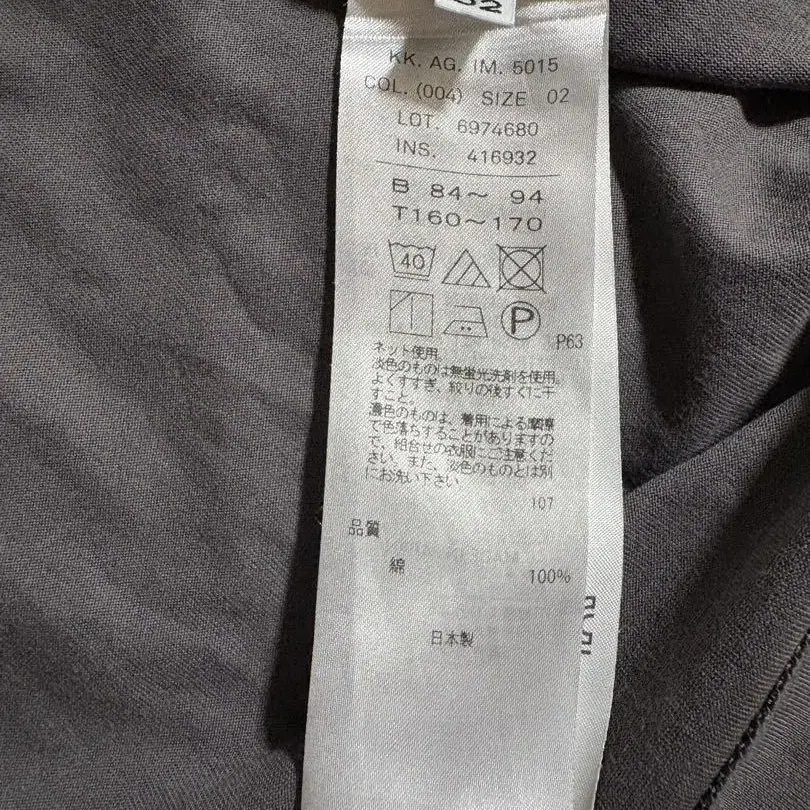 02
KK. AG. IM. 5015
COL. (004) SIZE 02
LOT. 6974680
INS. 416932
B 84～ 94
T160～170
40
P
P63
ネット使用。
淡色のものは無蛍光洗剤を使用。
よくすすぎ、絞りの後すぐに干
すこと。
濃色のものは、着用による摩擦
で色落ちすることがありますの
で、組合せの衣服にご注意くだ
さい。また、淡色のものとは別
にお洗い下さい。
107
品質
綿 100%
日本製